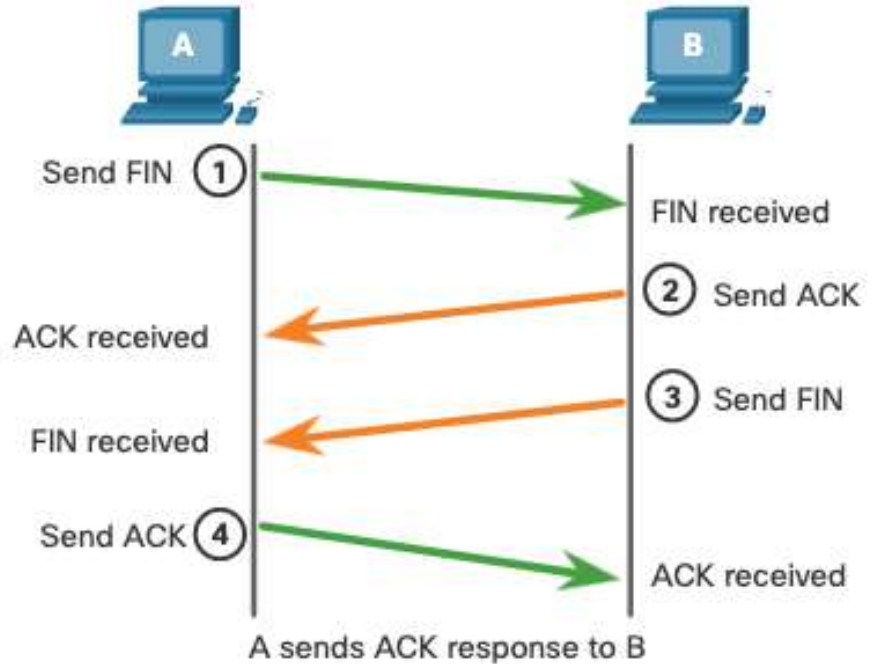 A
B
Send FIN 1
FIN received
2 Send ACK
ACK received
3 Send FIN
FIN received
Send ACK 4
ACK received
A sends ACK response to B